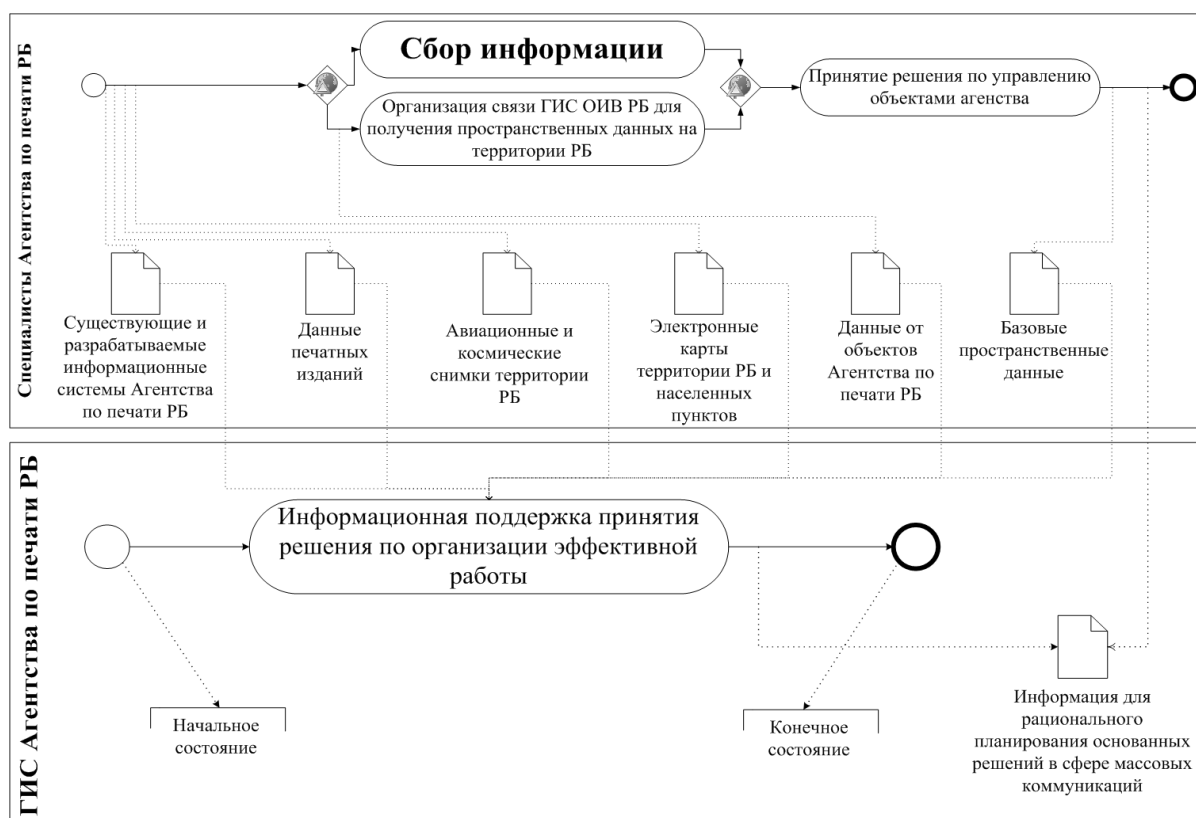 Специалисты Агентства по печати РБ
Сбор информации
Организация связи ГИС ОИВ РБ для
получения пространственных данных на
территории РБ
Принятие решения по управлению
объектами агенства
Существующие и
разрабатываемые
информационные
системы Агентства
по печати РБ
Данные
печатных
изданий
Авиационные и
космические
снимки территории
РБ
Электронные
карты
территории РБ и
населенных
пунктов
Данные от
объектов
Агентства по
печати РБ
Базовые
пространственные
данные
ГИС Агентства по печати РБ
Информационная поддержка принятия
решения по организации эффективной
работы
Начальное
состояние
Конечное
состояние
Информация для
рационального
планирования основанных
решений в сфере массовых
коммуникаций